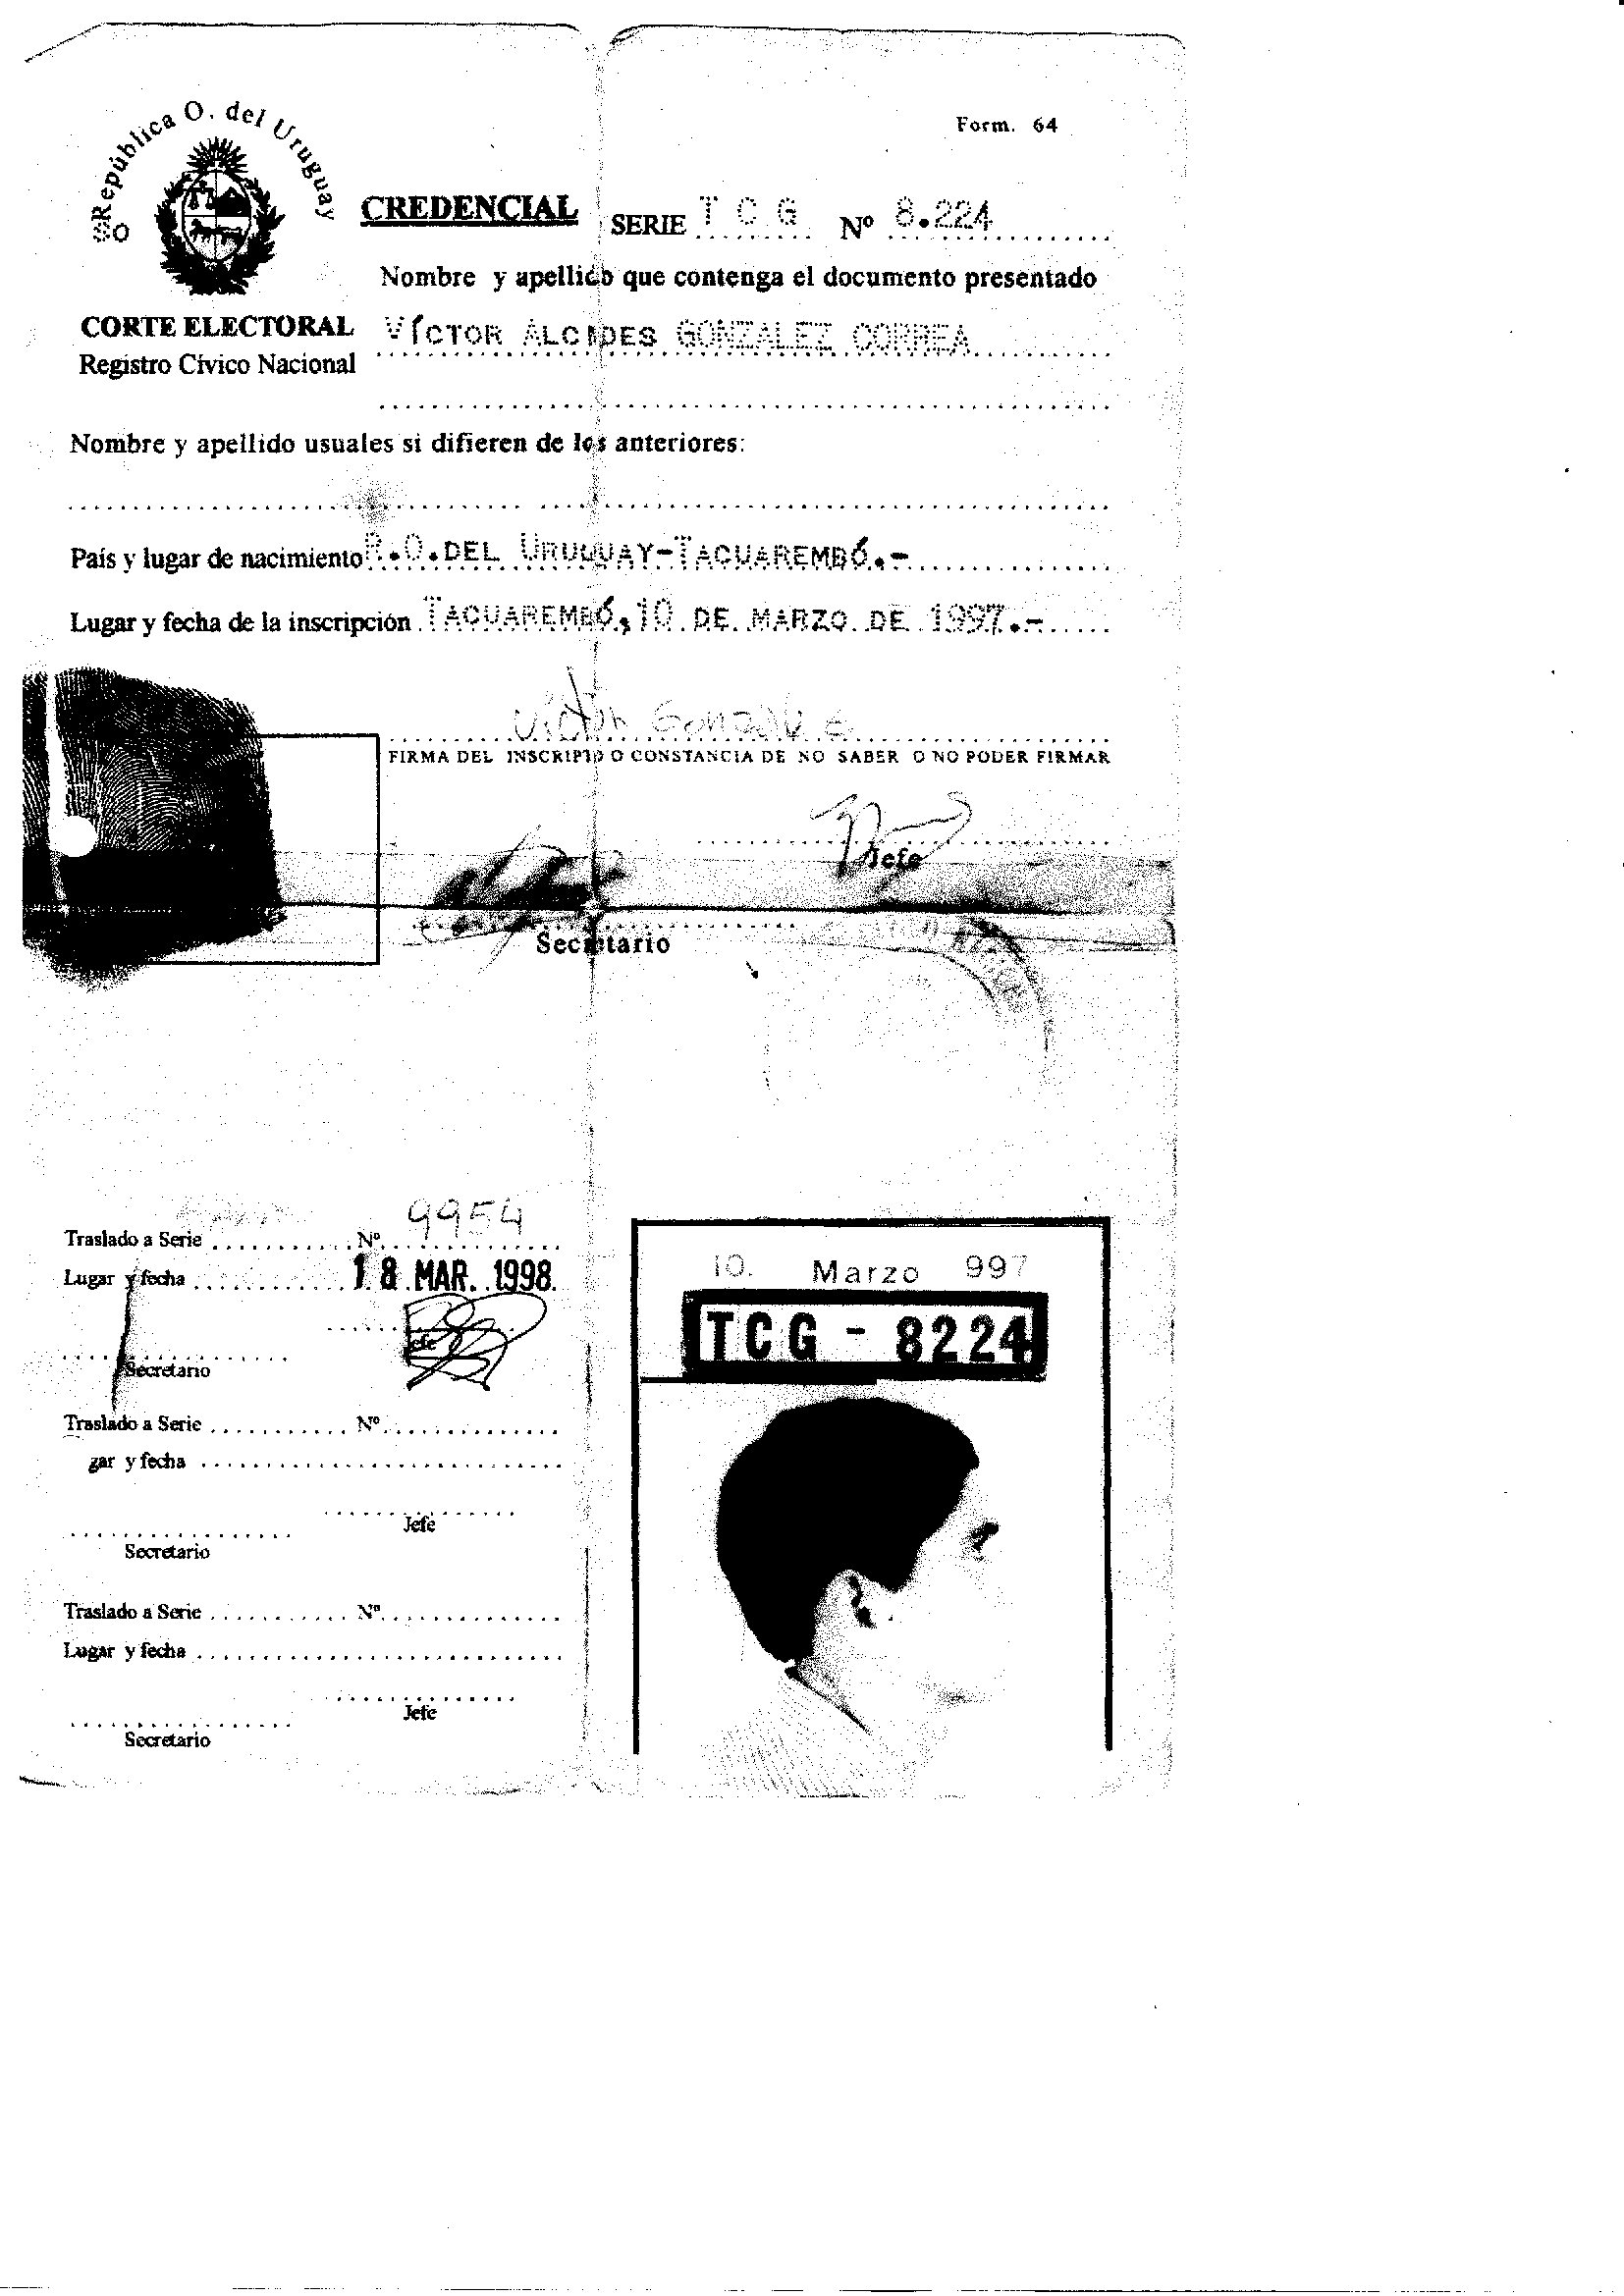 República O. del Uruguay
Form. 64
CREDENCIAL SERIE T C G Nº 8.224
Nombre y apellido que contenga el documento presentado
CORTE ELECTORAL VÍCTOR ALCIDES GONZALEZ CORREA
Registro Cívico Nacional
Nombre y apellido usuales si difieren de los anteriores:
País y lugar de nacimiento R.O.DEL URUGUAY-TACUAREMBÓ.-
Lugar y fecha de la inscripción TACUAREMBÓ, 10 DE MARZO DE 1997.-
Victor Gonzalez
FIRMA DEL INSCRIPTO O CONSTANCIA DE NO SABER O NO PODER FIRMAR
Jefe
Secretario
Traslado a Serie Nº 9954
Lugar y fecha 18 MAR. 1998
Jefe
Secretario
Traslado a Serie Nº
gar y fecha
Jefe
Secretario
Traslado a Serie Nº
Lugar y fecha
Jefe
Secretario
10. Marzo 997
TCG - 8224